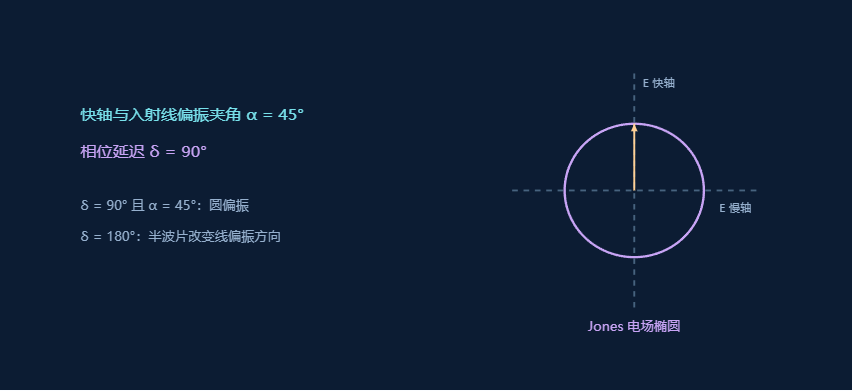 快轴与入射线偏振夹角 α = 45°
相位延迟 δ = 90°
δ = 90° 且 α = 45°：圆偏振
δ = 180°：半波片改变线偏振方向
E 快轴
E 慢轴
Jones 电场椭圆